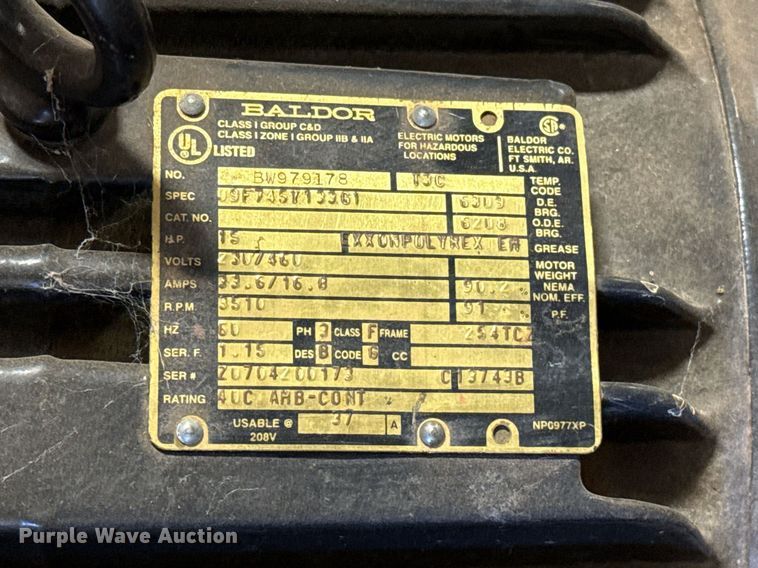 BALDOR
CLASS I GROUP C&D
CLASS I ZONE I GROUP IIB & IIA
UL LISTED
ELECTRIC MOTORS FOR HAZARDOUS LOCATIONS
BALDOR ELECTRIC CO. FT SMITH, AR. U.S.A.
NO. BW979178 T3C TEMP. CODE
SPEC 09F745Y133G1 6309 D.E. BRG.
CAT. NO. 6208 O.D.E. BRG.
H.P. 15 EXXONPOLYREX EM GREASE
VOLTS 230/460 MOTOR WEIGHT
AMPS 33.6/16.8 90.2 NEMA NOM. EFF.
R.P.M. 3510 91 P.F.
HZ 60 PH 3 CLASS F FRAME 254TCZ
SER. F. 1.15 DES B CODE G CC
SER # Z0704200173 C13743B
RATING 40C AMB-CONT
USABLE @ 208V 37 A
NP0977XP
Purple Wave Auction